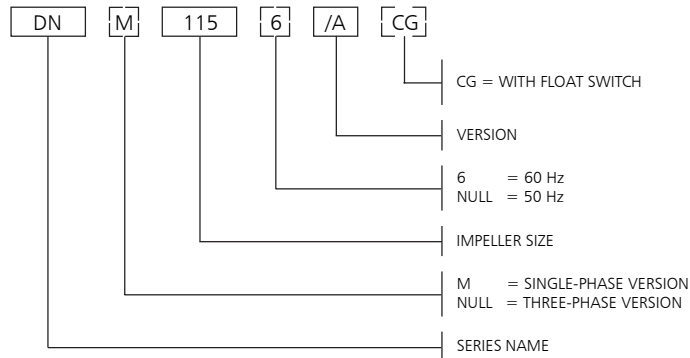 DN M 115 6 /A CG
CG = WITH FLOAT SWITCH
VERSION
6 = 60 Hz
NULL = 50 Hz
IMPELLER SIZE
M = SINGLE-PHASE VERSION
NULL = THREE-PHASE VERSION
SERIES NAME